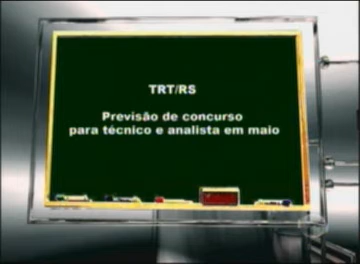 TRT/RS
Previsão de concurso
para técnico e analista em maio